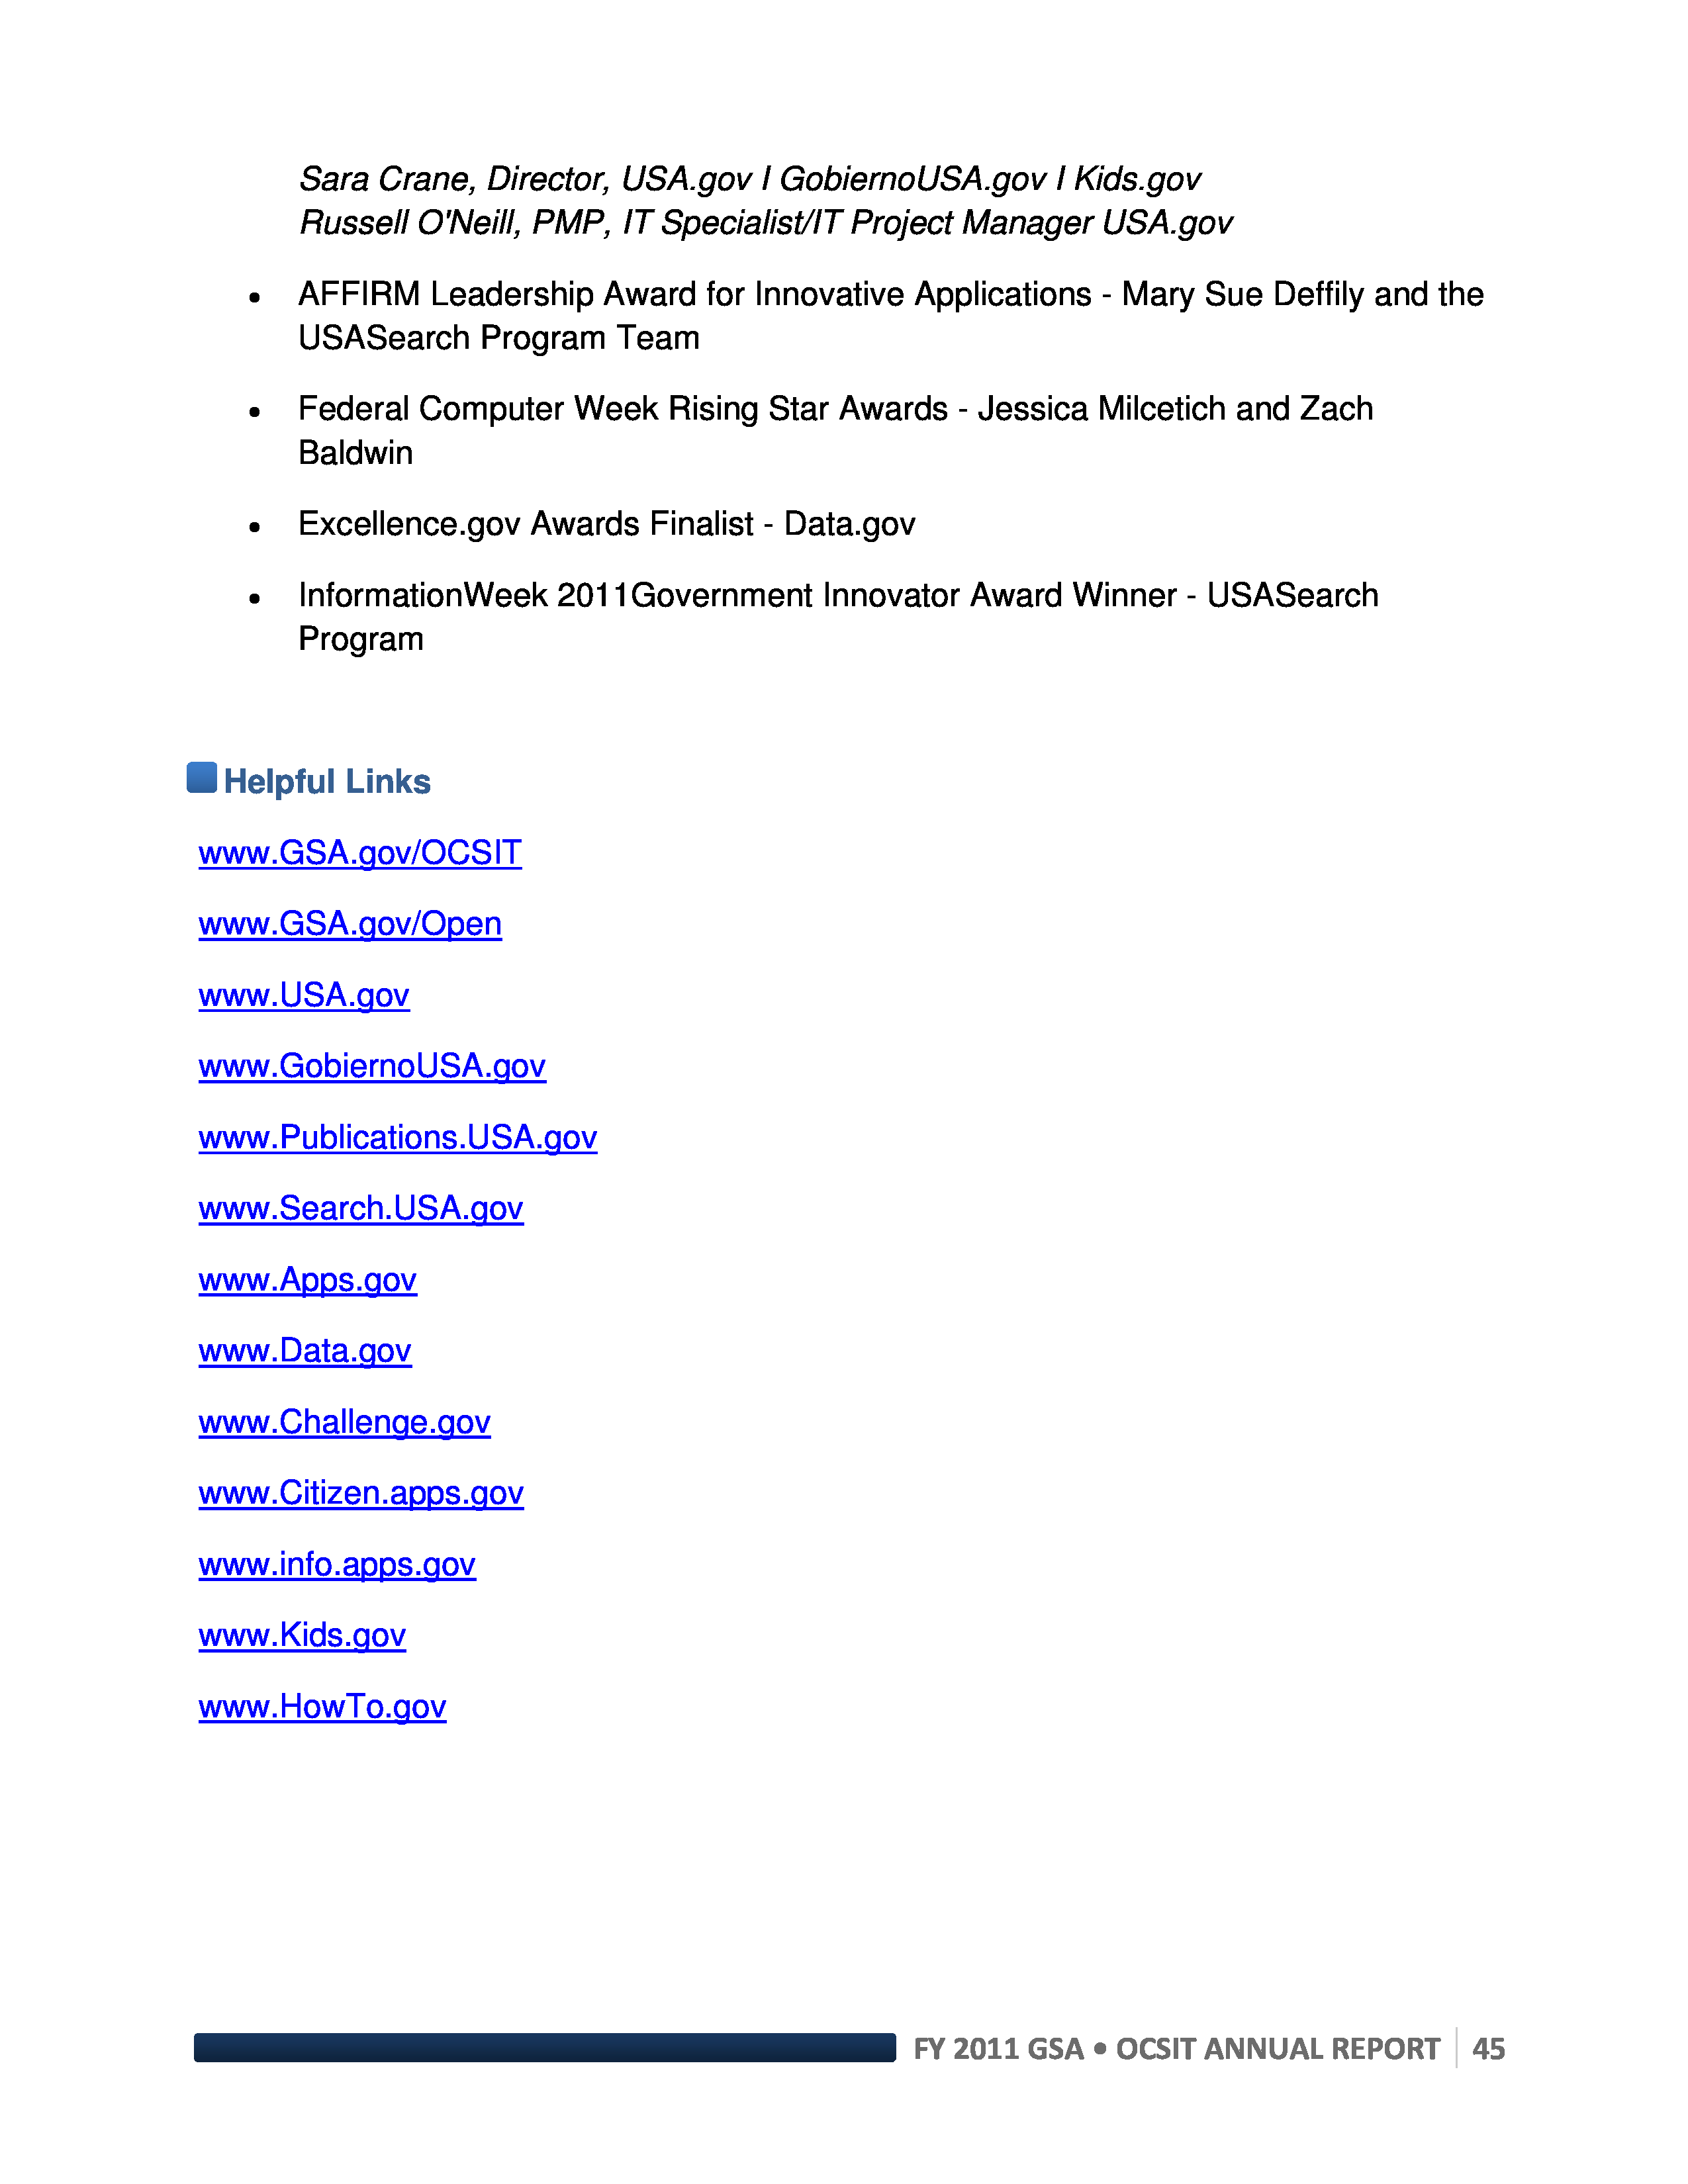 Sara Crane, Director, USA.gov I GobiernoUSA.gov I Kids.gov
Russell O'Neill, PMP, IT Specialist/IT Project Manager USA.gov
• AFFIRM Leadership Award for Innovative Applications - Mary Sue Deffily and the
USASearch Program Team
• Federal Computer Week Rising Star Awards - Jessica Milcetich and Zach
Baldwin
• Excellence.gov Awards Finalist - Data.gov
• InformationWeek 2011Government Innovator Award Winner - USASearch
Program
Helpful Links
www.GSA.gov/OCSIT
www.GSA.gov/Open
www.USA.gov
www.GobiernoUSA.gov
www.Publications.USA.gov
www.Search.USA.gov
www.Apps.gov
www.Data.gov
www.Challenge.gov
www.Citizen.apps.gov
www.info.apps.gov
www.Kids.gov
www.HowTo.gov
FY 2011 GSA • OCSIT ANNUAL REPORT 45